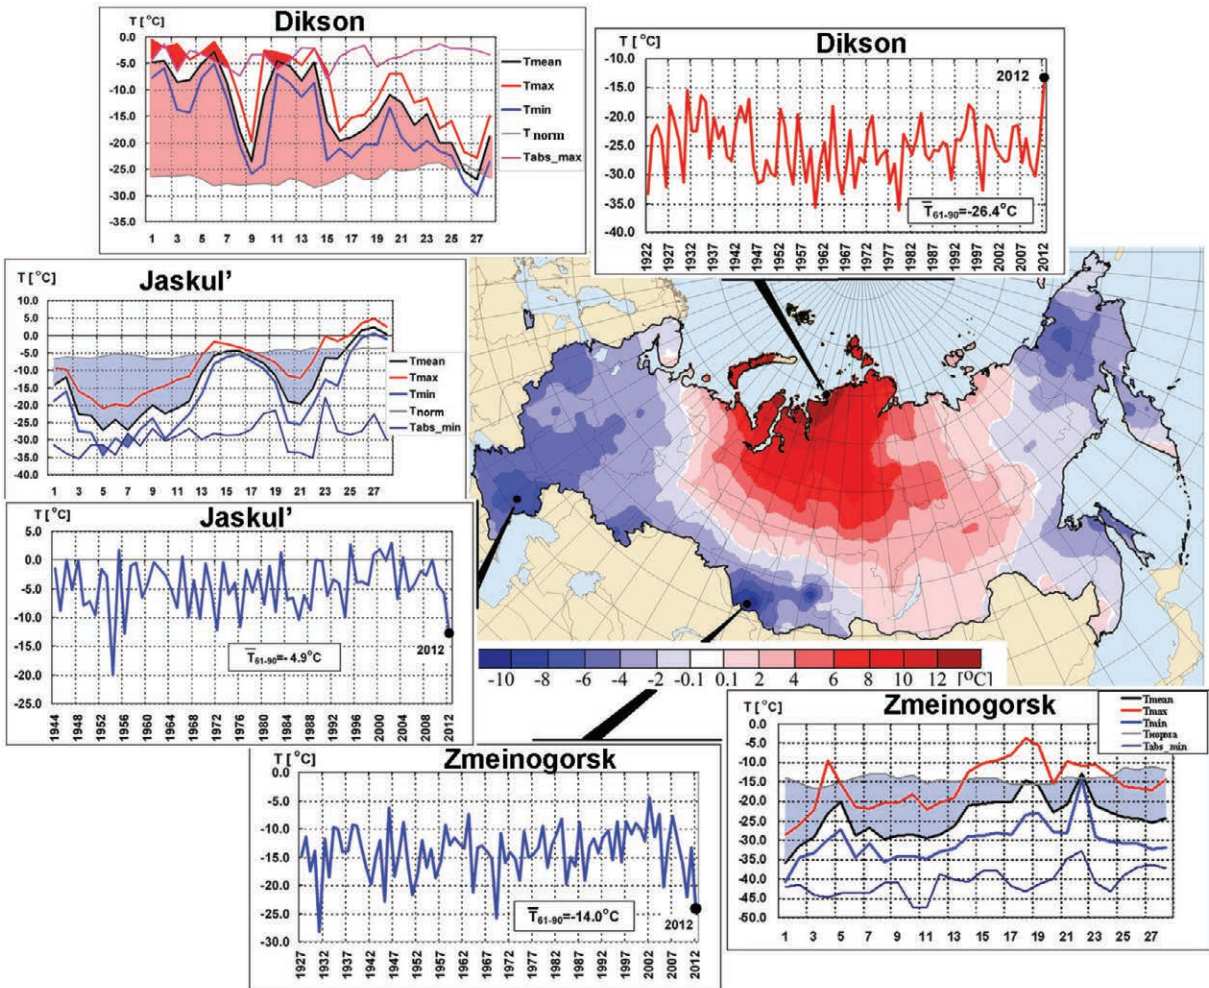 Dikson
T [ °C]
0.0
-5.0
-10.0
-15.0
-20.0
-25.0
-30.0
-35.0
1 3 5 7 9 11 13 15 17 19 21 23 25 27
Tmean
Tmax
Tmin
Tnorm
Tabs_max
Dikson
T [ °C]
-10.0
-15.0
-20.0
-25.0
-30.0
-35.0
-40.0
2012
T61-90=-26.4°C
1922 1927 1932 1937 1942 1947 1952 1957 1962 1967 1972 1977 1982 1987 1992 1997 2002 2007 2012
Jaskul'
T [ °C]
10.0
5.0
0.0
-5.0
-10.0
-15.0
-20.0
-25.0
-30.0
-35.0
-40.0
1 3 5 7 9 11 13 15 17 19 21 23 25 27
Tmean
Tmax
Tmin
Tnorm
Tabs_min
Jaskul'
T [ °C]
5.0
0.0
-5.0
-10.0
-15.0
-20.0
-25.0
T61-90=- 4.9°C
2012
1944 1948 1952 1956 1960 1964 1968 1972 1976 1980 1984 1988 1992 1996 2000 2004 2008 2012
-10 -8 -6 -4 -2 -0.1 0.1 2 4 6 8 10 12 [°C]
Zmeinogorsk
T [ °C]
0.0
-5.0
-10.0
-15.0
-20.0
-25.0
-30.0
T61-90=-14.0°C
2012
1927 1932 1937 1942 1947 1952 1957 1962 1967 1972 1977 1982 1987 1992 1997 2002 2007 2012
Zmeinogorsk
T [ °C]
0.0
-5.0
-10.0
-15.0
-20.0
-25.0
-30.0
-35.0
-40.0
-45.0
-50.0
1 3 5 7 9 11 13 15 17 19 21 23 25 27
Tmean
Tmax
Tmin
Tabs_min